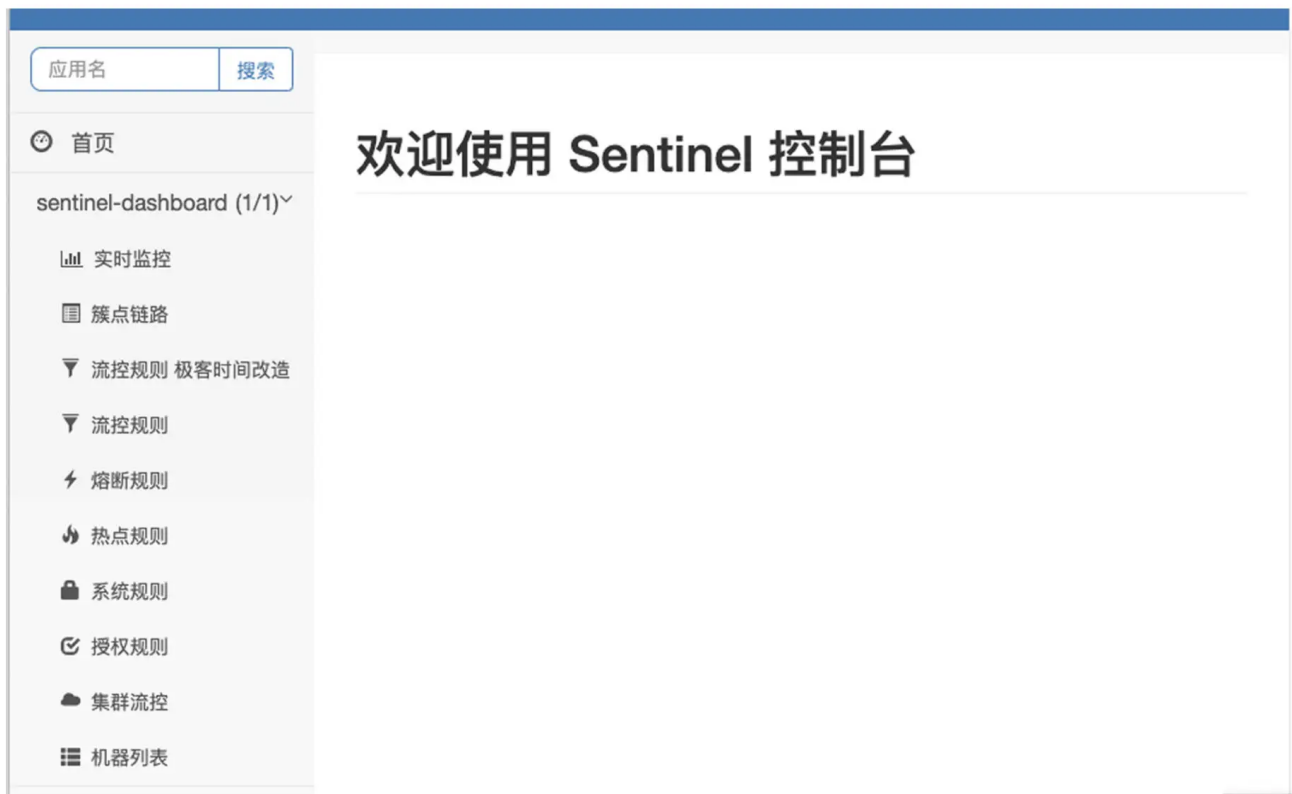 应用名 搜索
首页
欢迎使用 Sentinel 控制台
sentinel-dashboard (1/1)
实时监控
簇点链路
流控规则 极客时间改造
流控规则
熔断规则
热点规则
系统规则
授权规则
集群流控
机器列表